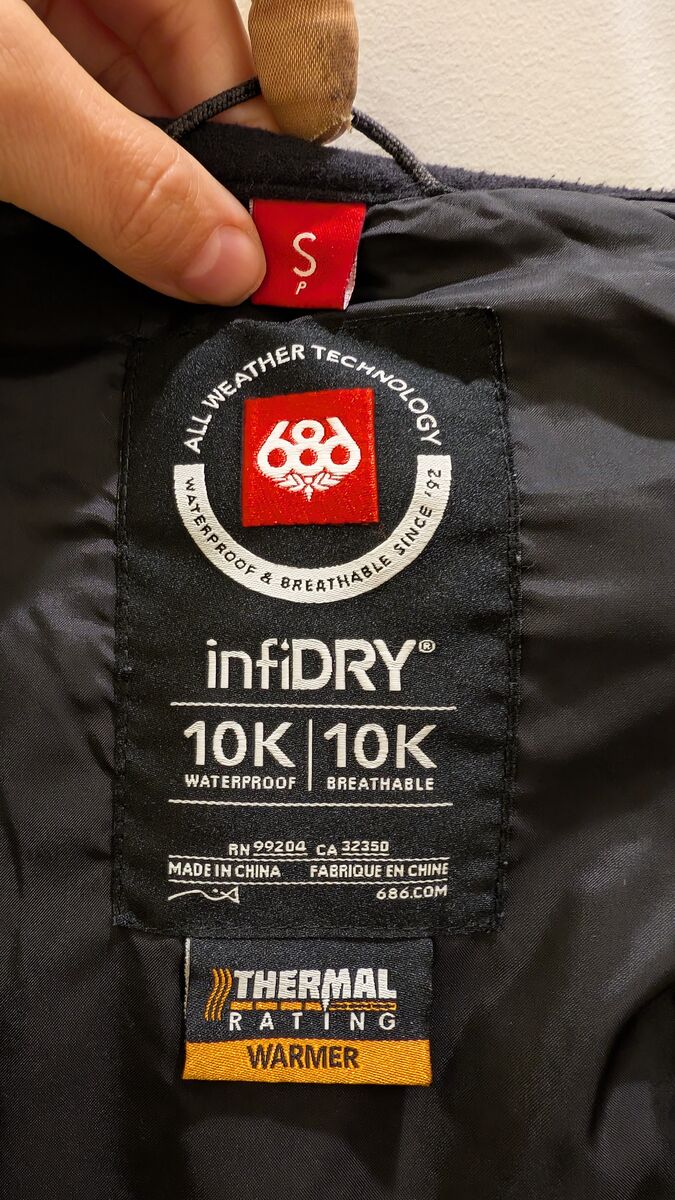 S
P
ALL WEATHER TECHNOLOGY
686
WATERPROOF & BREATHABLE SINCE '92
infiDRY®
10K | 10K
WATERPROOF BREATHABLE
RN 99204 CA 32350
MADE IN CHINA FABRIQUE EN CHINE
686.COM
THERMAL
RATING
WARMER